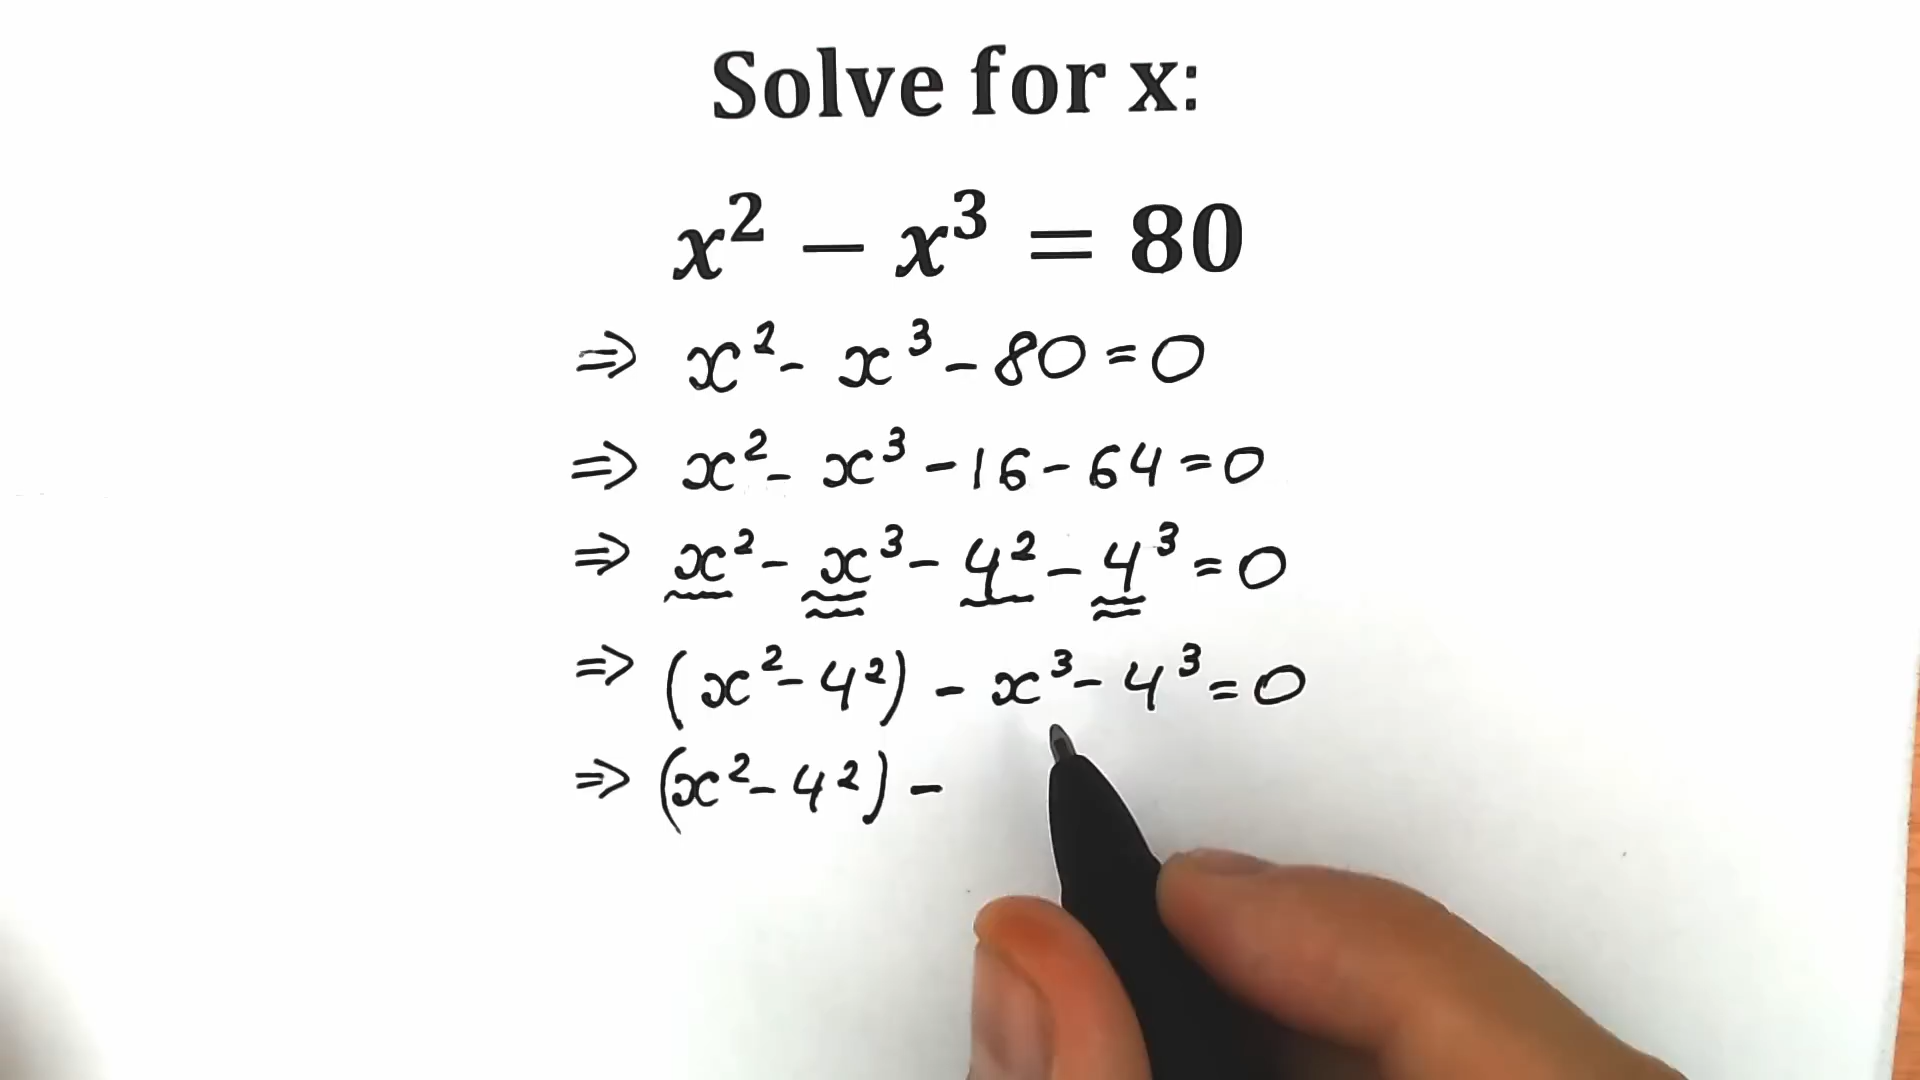 Solve for x:
x² − x³ = 80
⇒ x² - x³ - 80 = 0
⇒ x² - x³ - 16 - 64 = 0
⇒ x² - x³ - 4² - 4³ = 0
⇒ (x² - 4²) - x³ - 4³ = 0
⇒ (x² - 4²) -